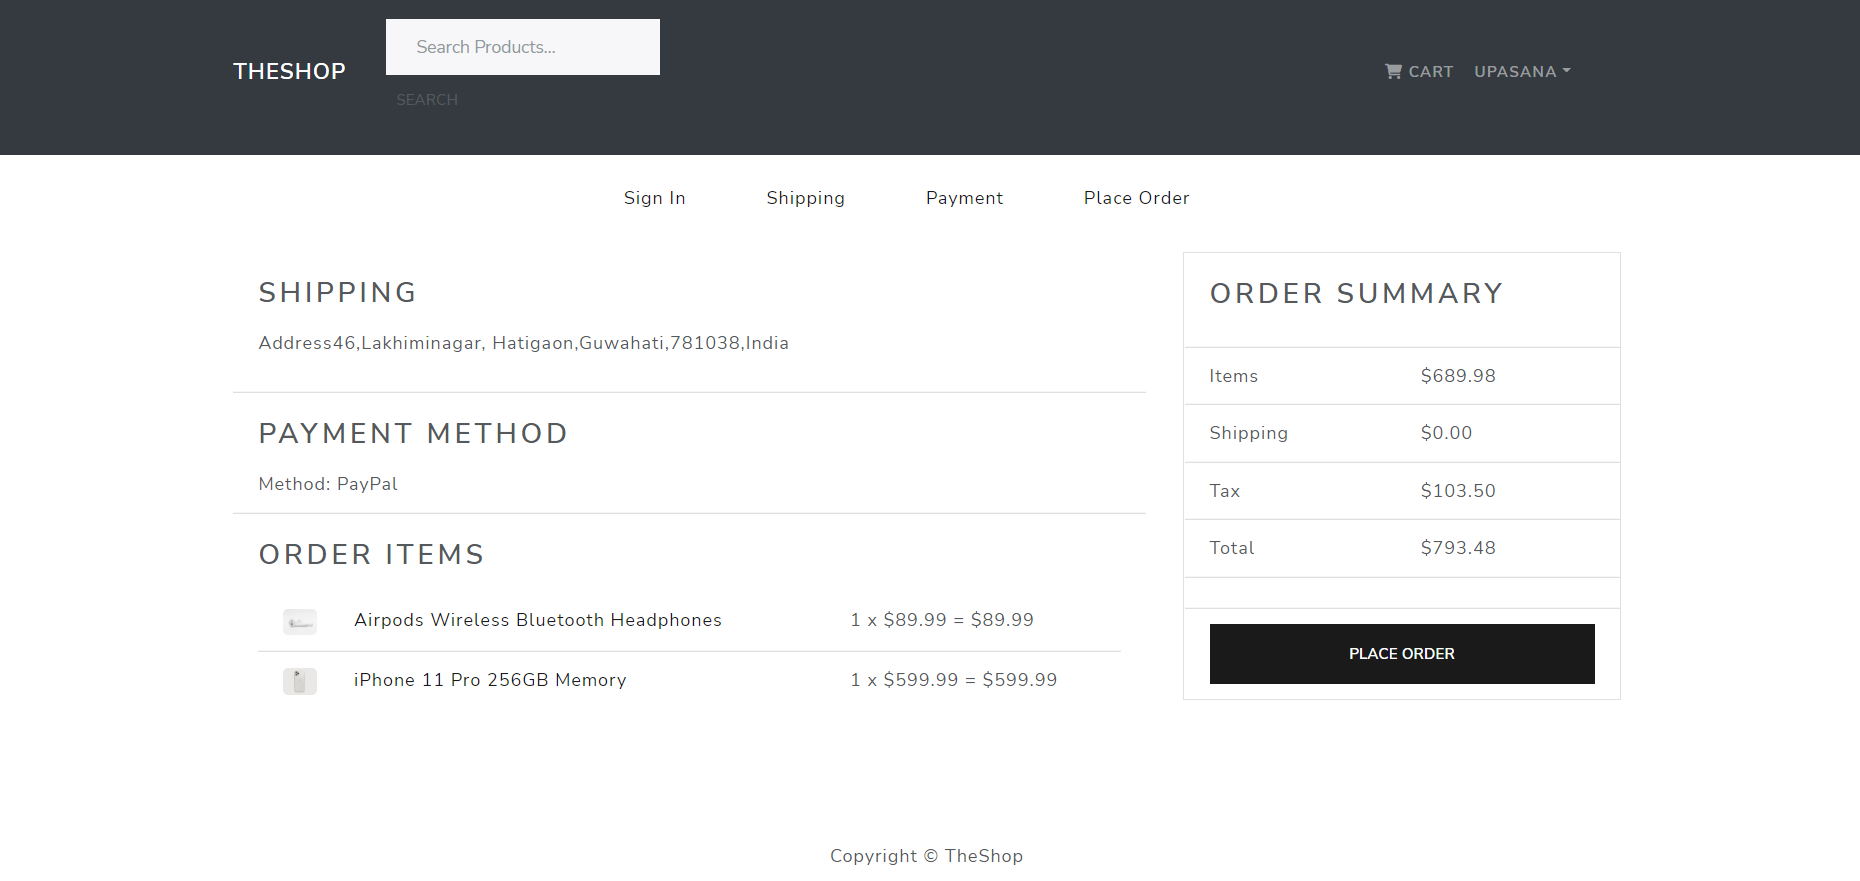 THESHOP
Search Products...
SEARCH
CART
UPASANA
Sign In
Shipping
Payment
Place Order
SHIPPING
Address46,Lakhiminagar, Hatigaon,Guwahati,781038,India
PAYMENT METHOD
Method: PayPal
ORDER ITEMS
Airpods Wireless Bluetooth Headphones 1 x $89.99 = $89.99
iPhone 11 Pro 256GB Memory 1 x $599.99 = $599.99
ORDER SUMMARY
Items $689.98
Shipping $0.00
Tax $103.50
Total $793.48
PLACE ORDER
Copyright © TheShop